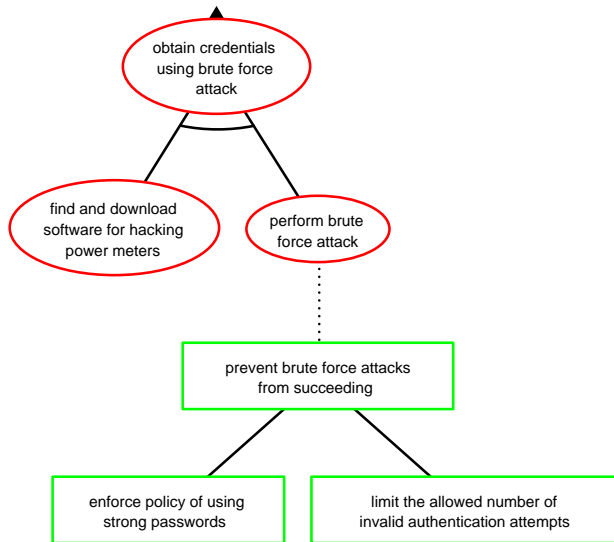 obtain credentials
using brute force
attack
find and download
software for hacking
power meters
perform brute
force attack
prevent brute force attacks
from succeeding
enforce policy of using
strong passwords
limit the allowed number of
invalid authentication attempts